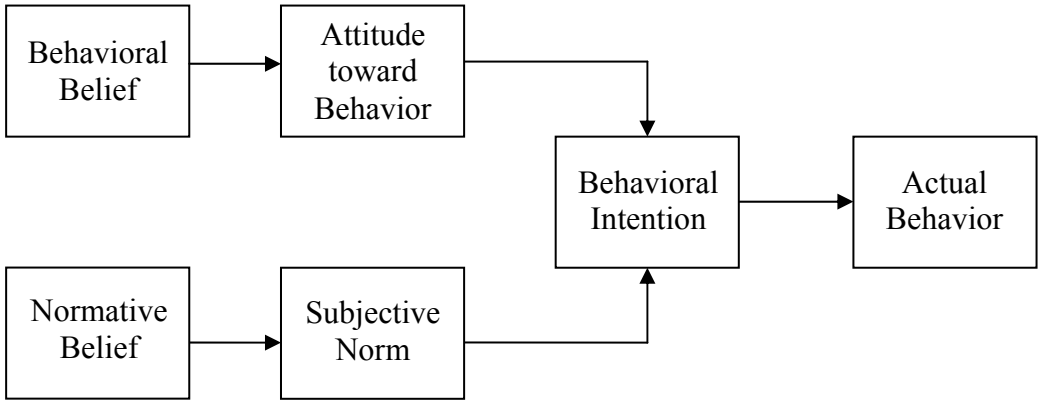 Behavioral
Belief
Attitude
toward
Behavior
Behavioral
Intention
Actual
Behavior
Normative
Belief
Subjective
Norm